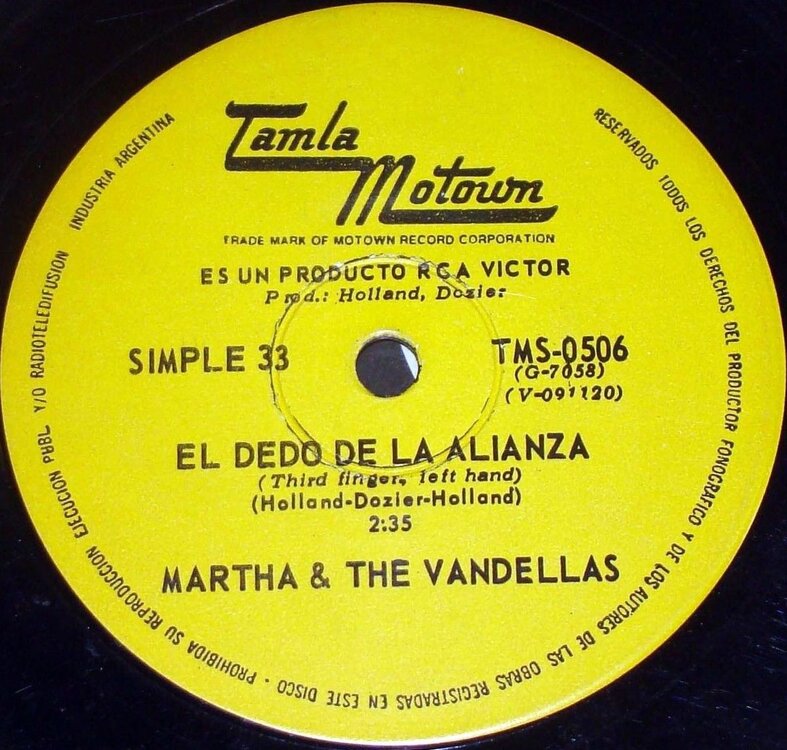 Tamla
Motown
TRADE MARK OF MOTOWN RECORD CORPORATION
ES UN PRODUCTO RCA VICTOR
Prod.: Holland, Dozier
SIMPLE 33
TMS-0506
(G-7058)
(V-091120)
EL DEDO DE LA ALIANZA
(Third finger, left hand)
(Holland-Dozier-Holland)
2:35
MARTHA & THE VANDELLAS
INDUSTRIA ARGENTINA
RESERVADOS TODOS LOS DERECHOS DEL PRODUCTOR FONOGRAFICO Y DE LOS AUTORES DE LAS OBRAS REGISTRADAS EN ESTE DISCO · PROHIBIDA SU REPRODUCCION EJECUCION PUBL. Y/O RADIOTELEDIFUSION